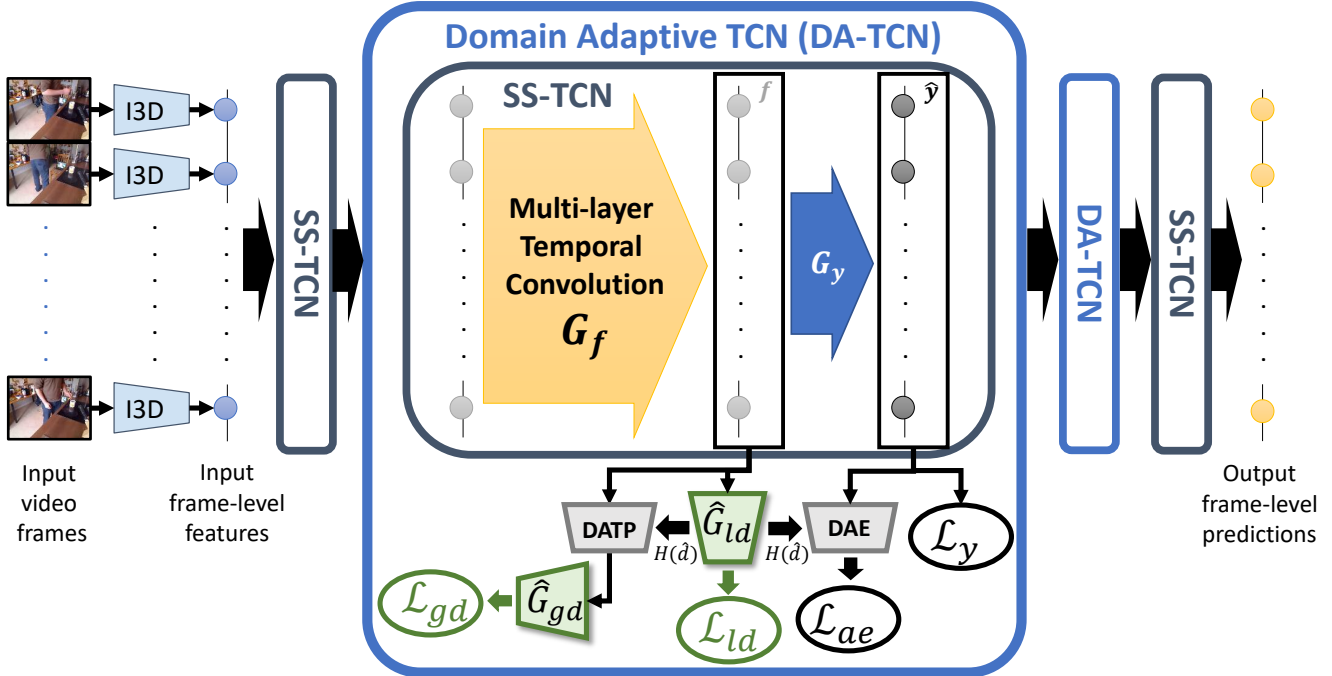 Domain Adaptive TCN (DA-TCN)
SS-TCN
f
ŷ
I3D
I3D
I3D
SS-TCN
Multi-layer
Temporal
Convolution
G_f
G_y
DA-TCN
SS-TCN
Input
video
frames
Input
frame-level
features
Output
frame-level
predictions
DATP
H(d̂)
Ĝ_ld
H(d̂)
DAE
ℒ_y
ℒ_gd
Ĝ_gd
ℒ_ld
ℒ_ae